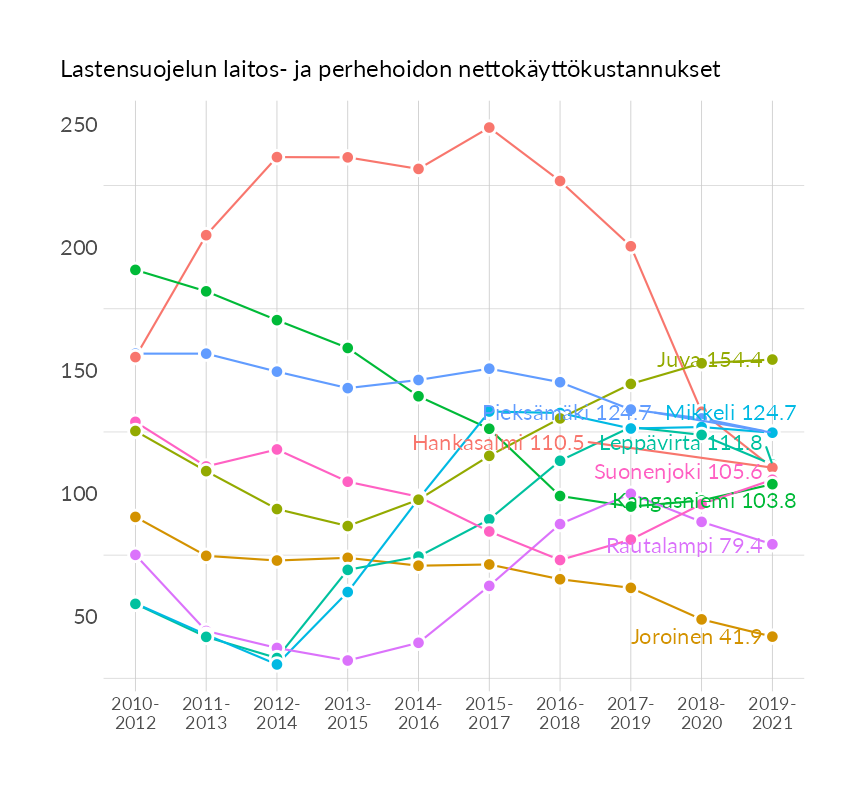 Lastensuojelun laitos- ja perhehoidon nettokäyttökustannukset
250
200
150
100
50
Juva 154.4
Pieksämäki 124.7
Mikkeli 124.7
Hankasalmi 110.5
Leppävirta 111.8
Suonenjoki 105.6
Kangasniemi 103.8
Rautalampi 79.4
Joroinen 41.9
2010-
2012
2011-
2013
2012-
2014
2013-
2015
2014-
2016
2015-
2017
2016-
2018
2017-
2019
2018-
2020
2019-
2021